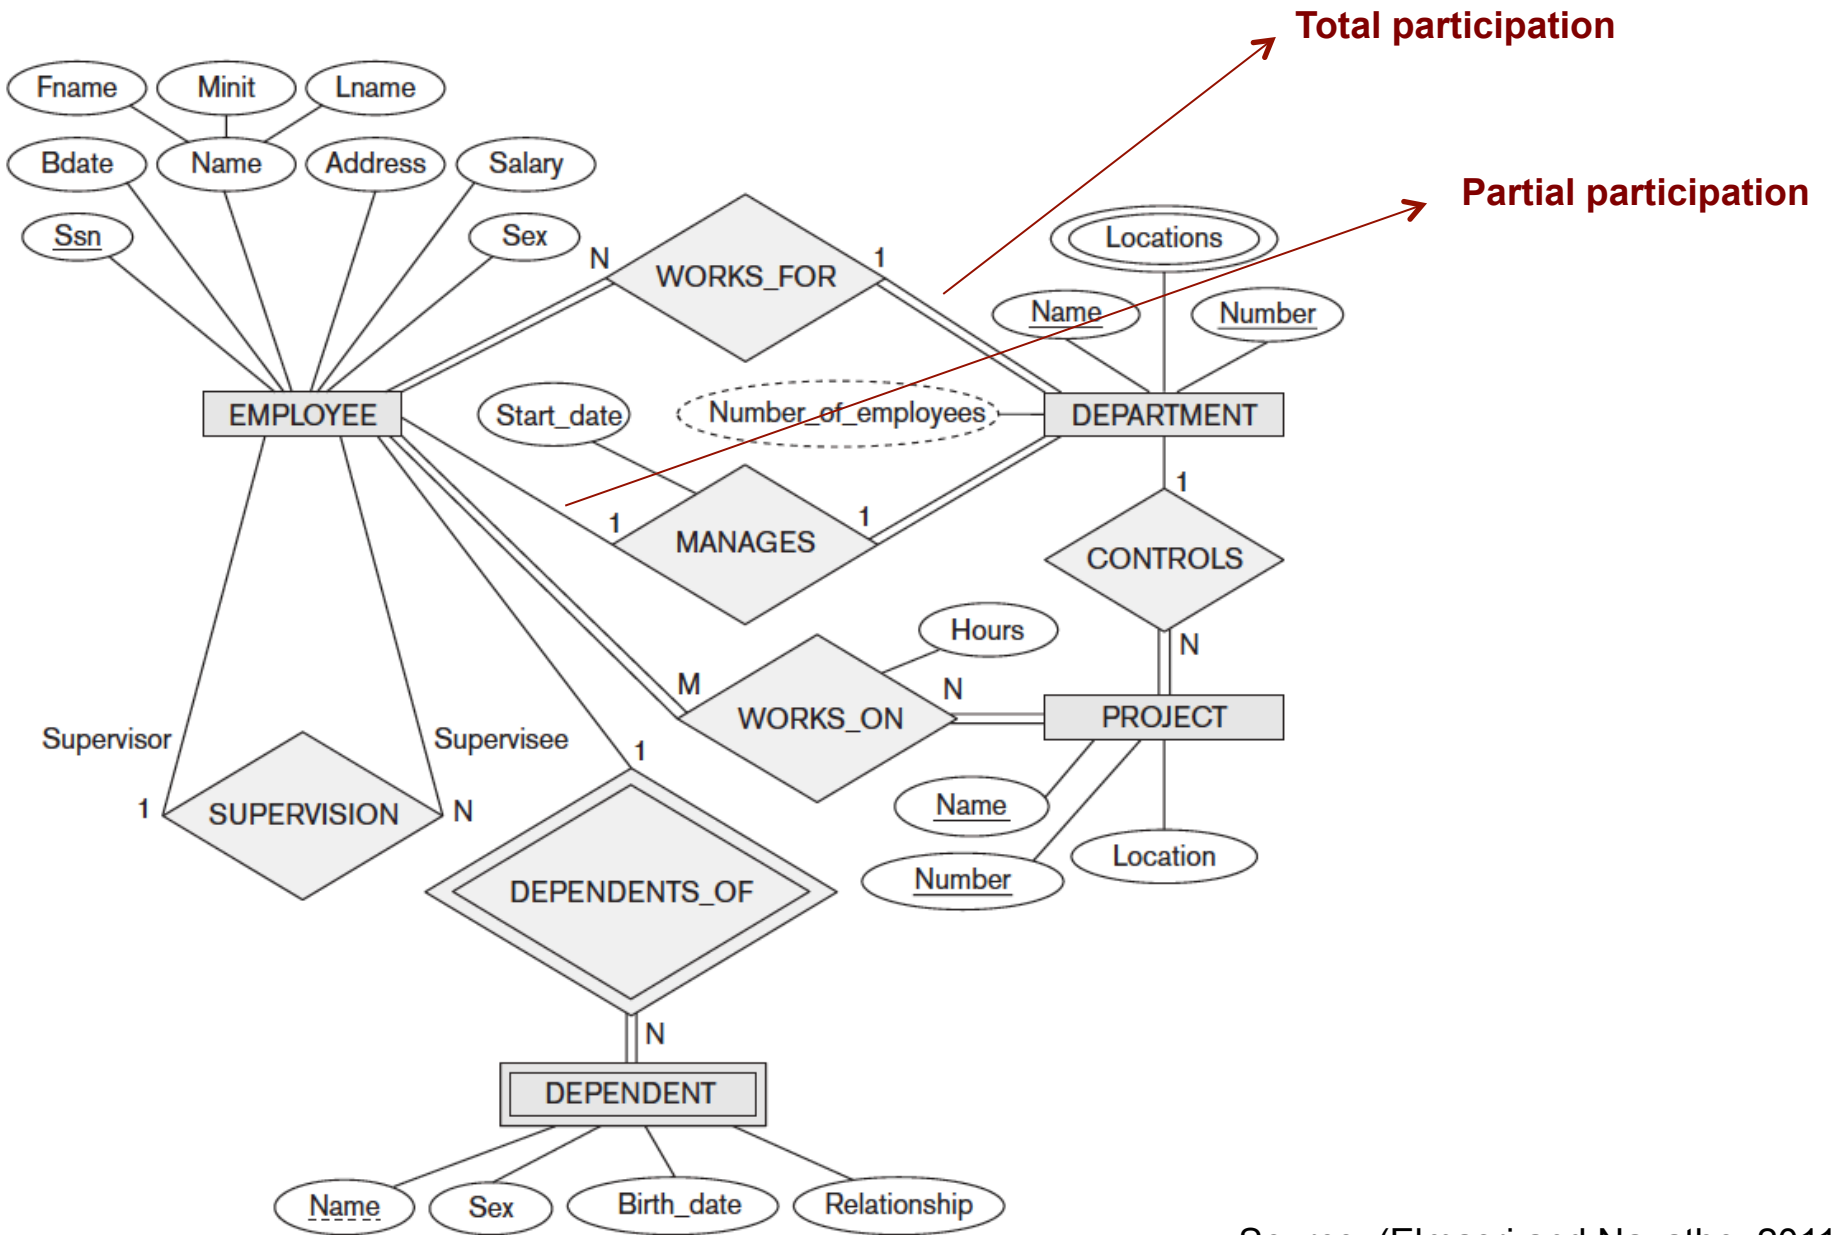 Total participation
Fname Minit Lname
Bdate Name Address Salary
Partial participation
Ssn Sex
N WORKS_FOR 1
Locations
Name Number
EMPLOYEE Start_date Number_of_employees DEPARTMENT
1 MANAGES 1
1
CONTROLS
N
Hours
M WORKS_ON N PROJECT
Supervisor Supervisee 1
1 SUPERVISION N
Name
Location
Number
DEPENDENTS_OF
N
DEPENDENT
Name Sex Birth_date Relationship